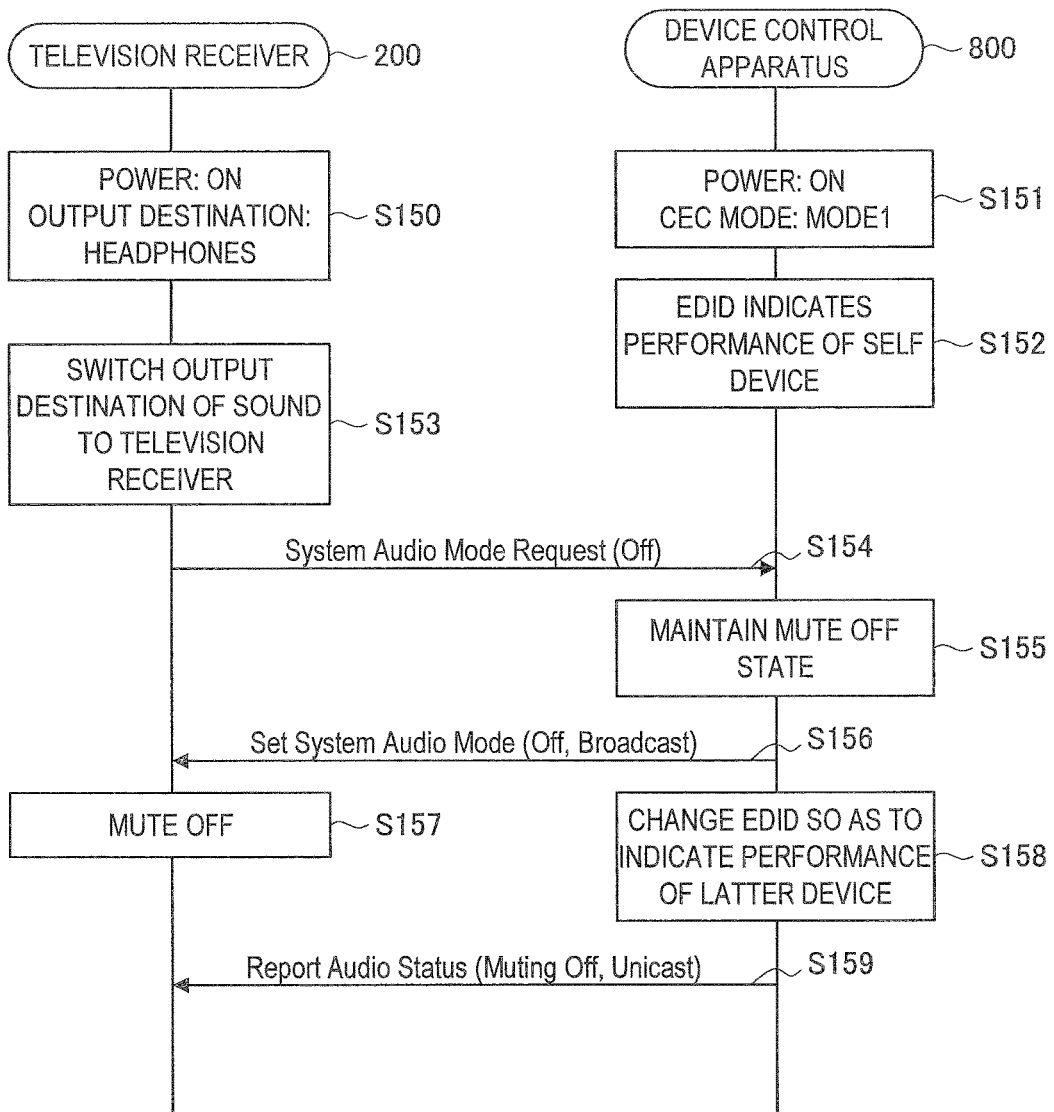 TELEVISION RECEIVER
200
DEVICE CONTROL
APPARATUS
800
POWER: ON
OUTPUT DESTINATION:
HEADPHONES
S150
POWER: ON
CEC MODE: MODE1
S151
EDID INDICATES
PERFORMANCE OF SELF
DEVICE
S152
SWITCH OUTPUT
DESTINATION OF SOUND
TO TELEVISION
RECEIVER
S153
System Audio Mode Request (Off)
S154
MAINTAIN MUTE OFF
STATE
S155
Set System Audio Mode (Off, Broadcast)
S156
MUTE OFF
S157
CHANGE EDID SO AS TO
INDICATE PERFORMANCE
OF LATTER DEVICE
S158
Report Audio Status (Muting Off, Unicast)
S159